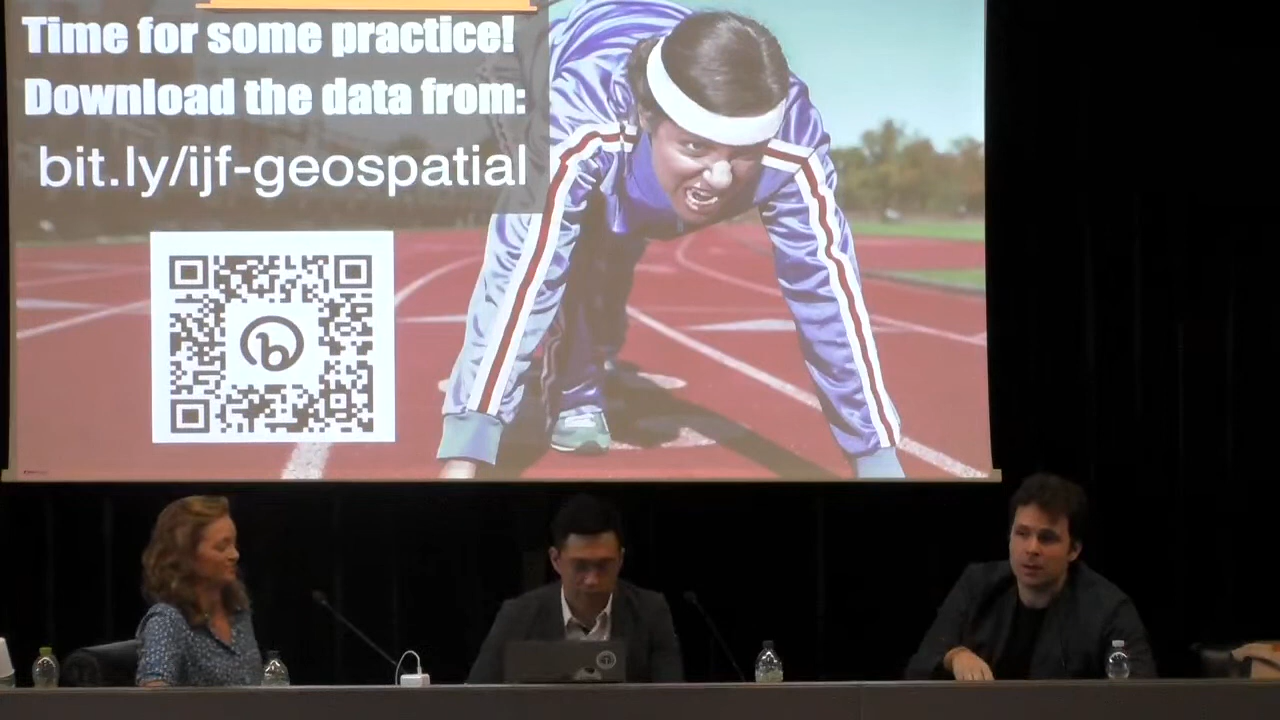 Time for some practice!
Download the data from:
bit.ly/ijf-geospatial